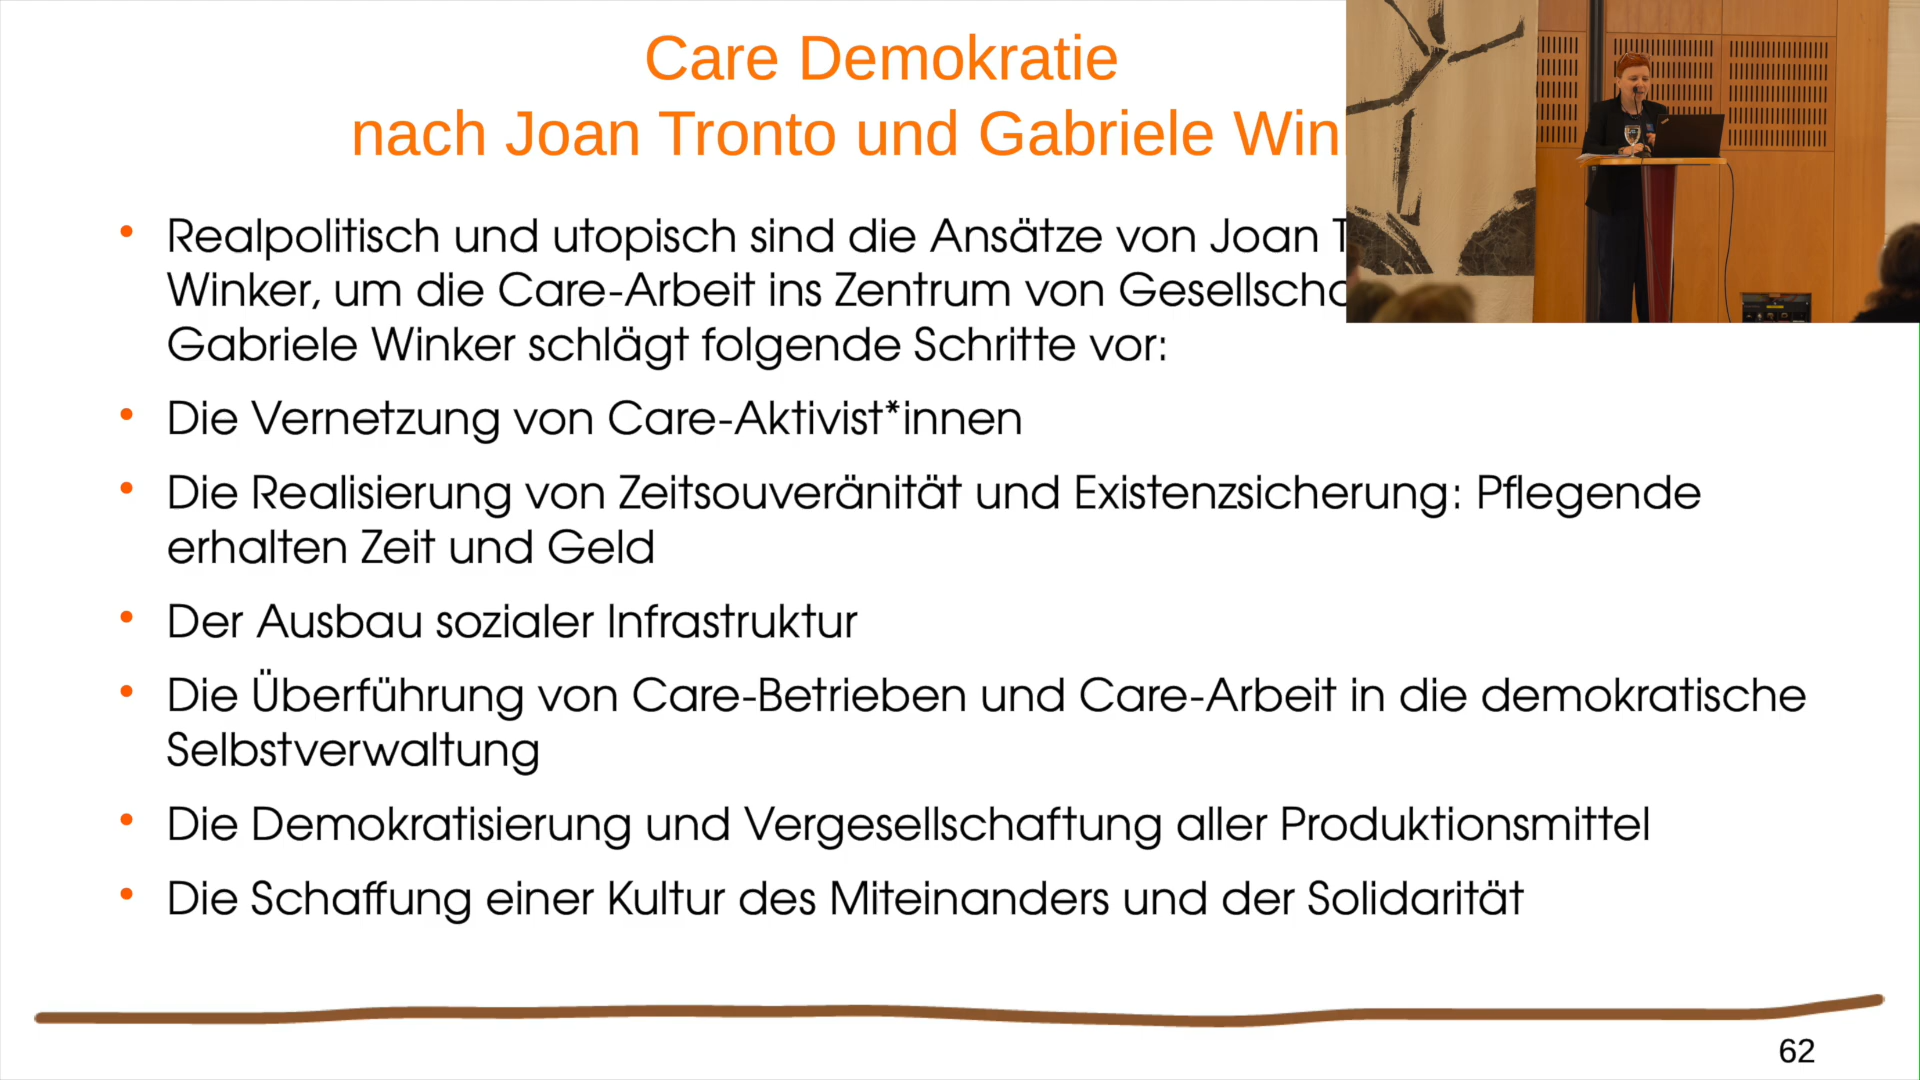 Care Demokratie
nach Joan Tronto und Gabriele
• Realpolitisch und utopisch sind die Ansätze von Joan
Winker, um die Care-Arbeit ins Zentrum von
Gabriele Winker schlägt folgende Schritte vor:
• Die Vernetzung von Care-Aktivist*innen
• Die Realisierung von Zeitsouveränität und Existenzsicherung: Pflegende
erhalten Zeit und Geld
• Der Ausbau sozialer Infrastruktur
• Die Überführung von Care-Betrieben und Care-Arbeit in die demokratische
Selbstverwaltung
• Die Demokratisierung und Vergesellschaftung aller Produktionsmittel
• Die Schaffung einer Kultur des Miteinanders und der Solidarität
62